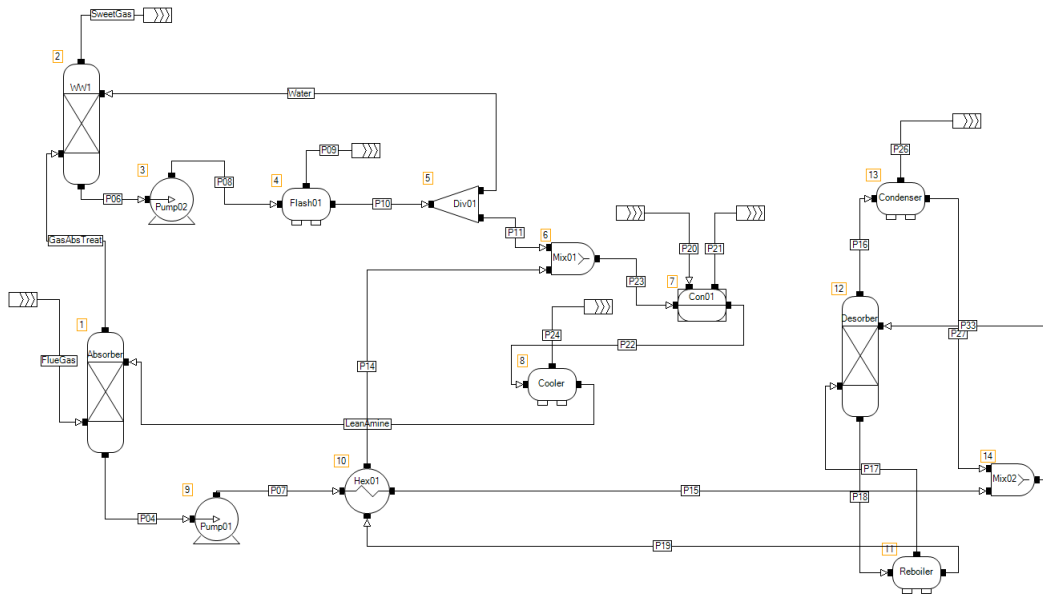 SweetGas
2
WW1
Water
P26
3
P09
13
4
5
P08
Condenser
Pump02
P06
Flash01
P10
Div01
P11
6
P20
P21
GasAbsTreat
Mix01
P16
P23
7
12
Con01
1
Desorber
P24
P33
P27
Absorber
P22
FlueGas
8
P14
Cooler
LeanAmine
10
14
9
Hex01
P17
Mix02
P07
P15
P18
P04
Pump01
P19
11
Reboiler